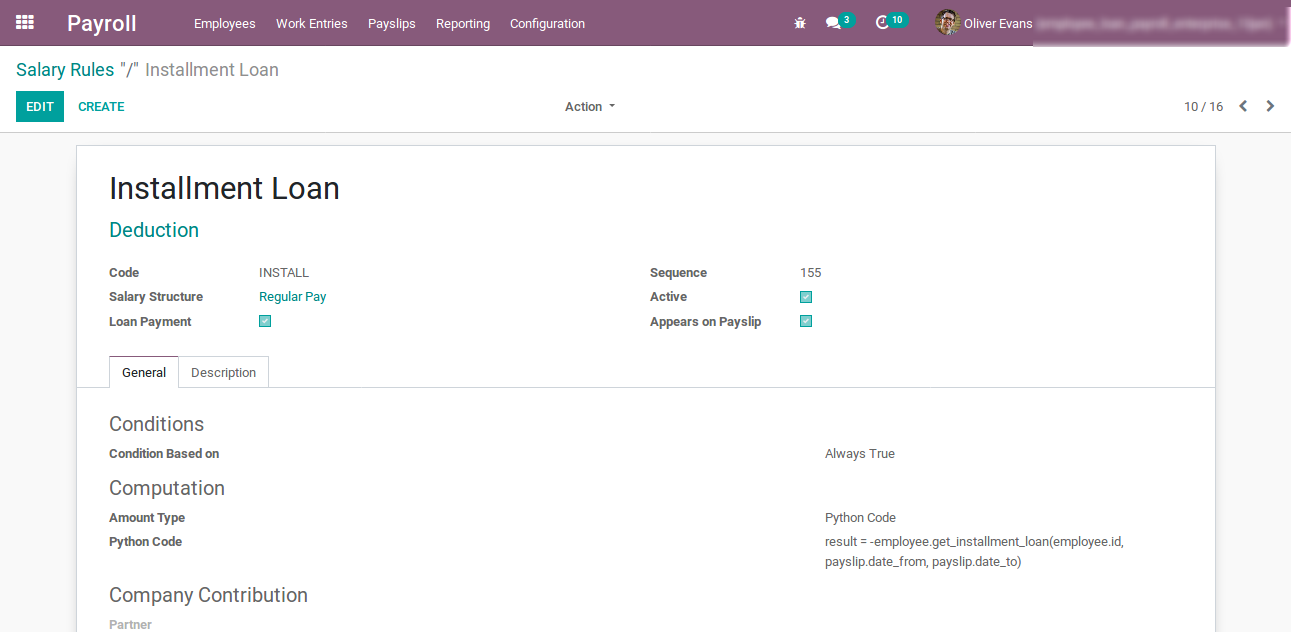 Payroll Employees Work Entries Payslips Reporting Configuration 3 10 Oliver Evans
Salary Rules "/" Installment Loan
EDIT CREATE Action 10 / 16
Installment Loan
Deduction
Code INSTALL Sequence 155
Salary Structure Regular Pay Active
Loan Payment Appears on Payslip
General Description
Conditions
Condition Based on Always True
Computation
Amount Type Python Code
Python Code result = -employee.get_installment_loan(employee.id,
payslip.date_from, payslip.date_to)
Company Contribution
Partner